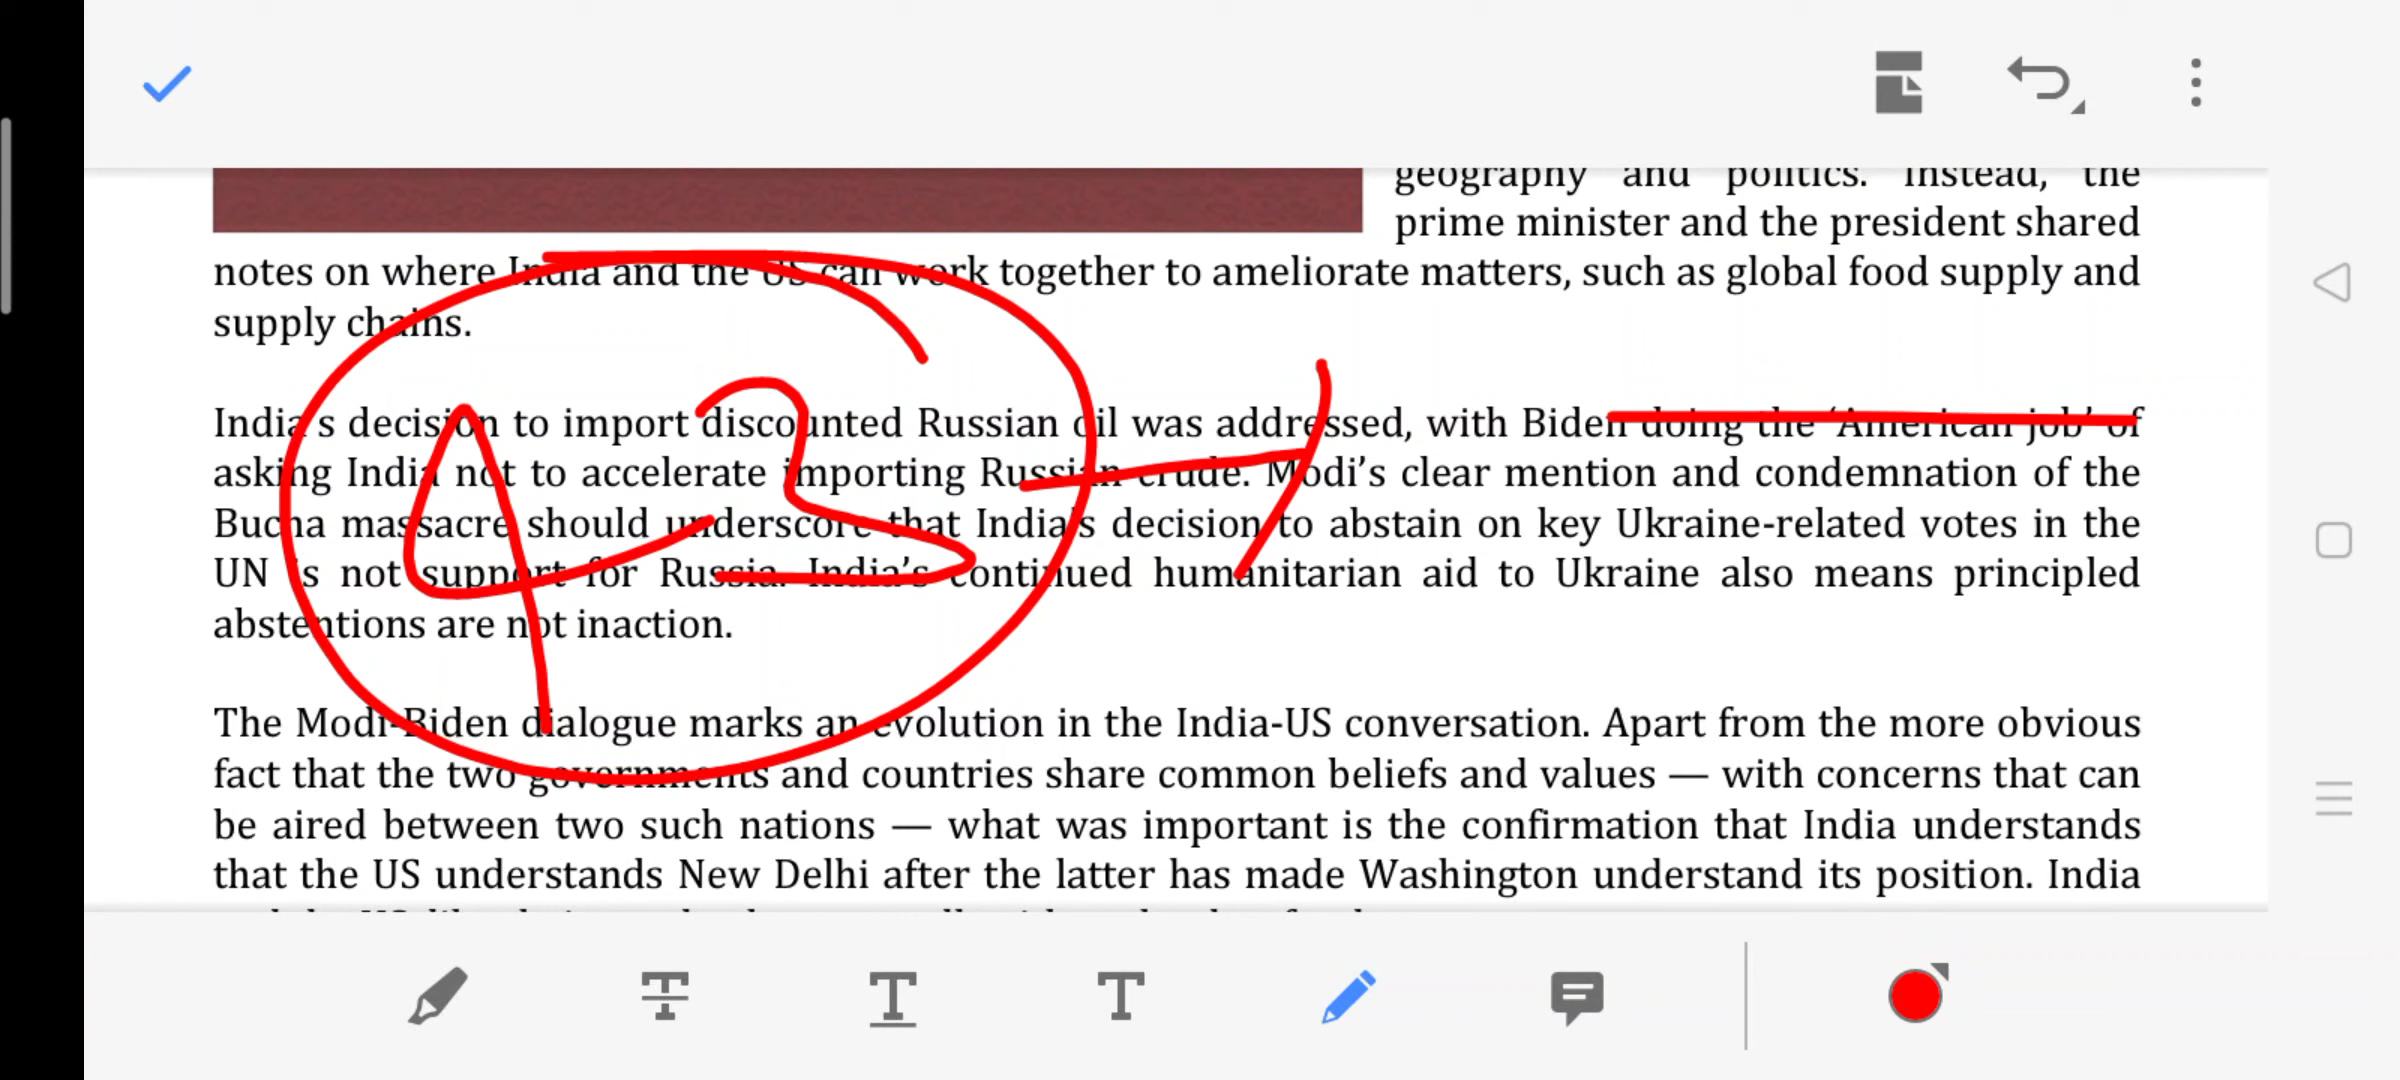 geography and politics. Instead, the
prime minister and the president shared
notes on where India and the US can work together to ameliorate matters, such as global food supply and
supply chains.
India's decision to import discounted Russian oil was addressed, with Biden doing the ‘American job’ of
asking India not to accelerate importing Russian crude. Modi’s clear mention and condemnation of the
Bucha massacre should underscore that India’s decision to abstain on key Ukraine-related votes in the
UN is not support for Russia. India’s continued humanitarian aid to Ukraine also means principled
abstentions are not inaction.
The Modi-Biden dialogue marks an evolution in the India-US conversation. Apart from the more obvious
fact that the two governments and countries share common beliefs and values — with concerns that can
be aired between two such nations — what was important is the confirmation that India understands
that the US understands New Delhi after the latter has made Washington understand its position. India